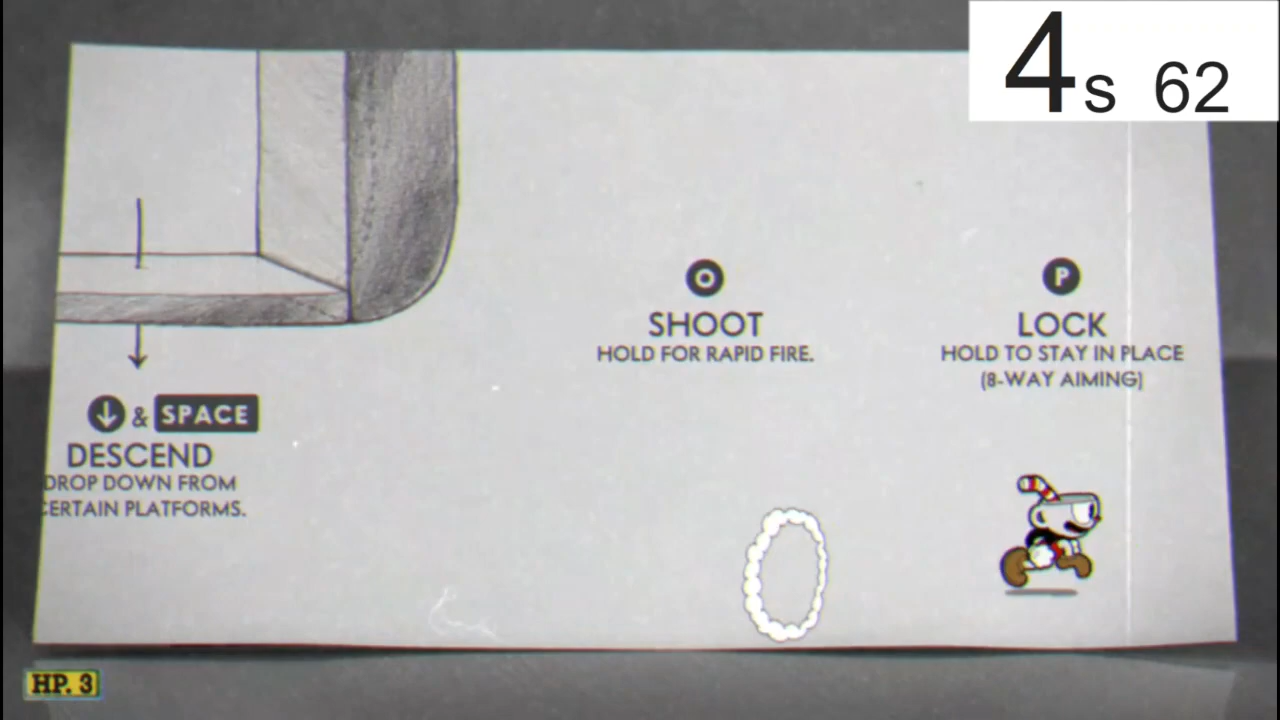 4s 62
O
SHOOT
HOLD FOR RAPID FIRE.
P
LOCK
HOLD TO STAY IN PLACE
(8-WAY AIMING)
↓ & SPACE
DESCEND
DROP DOWN FROM
CERTAIN PLATFORMS.
HP. 3